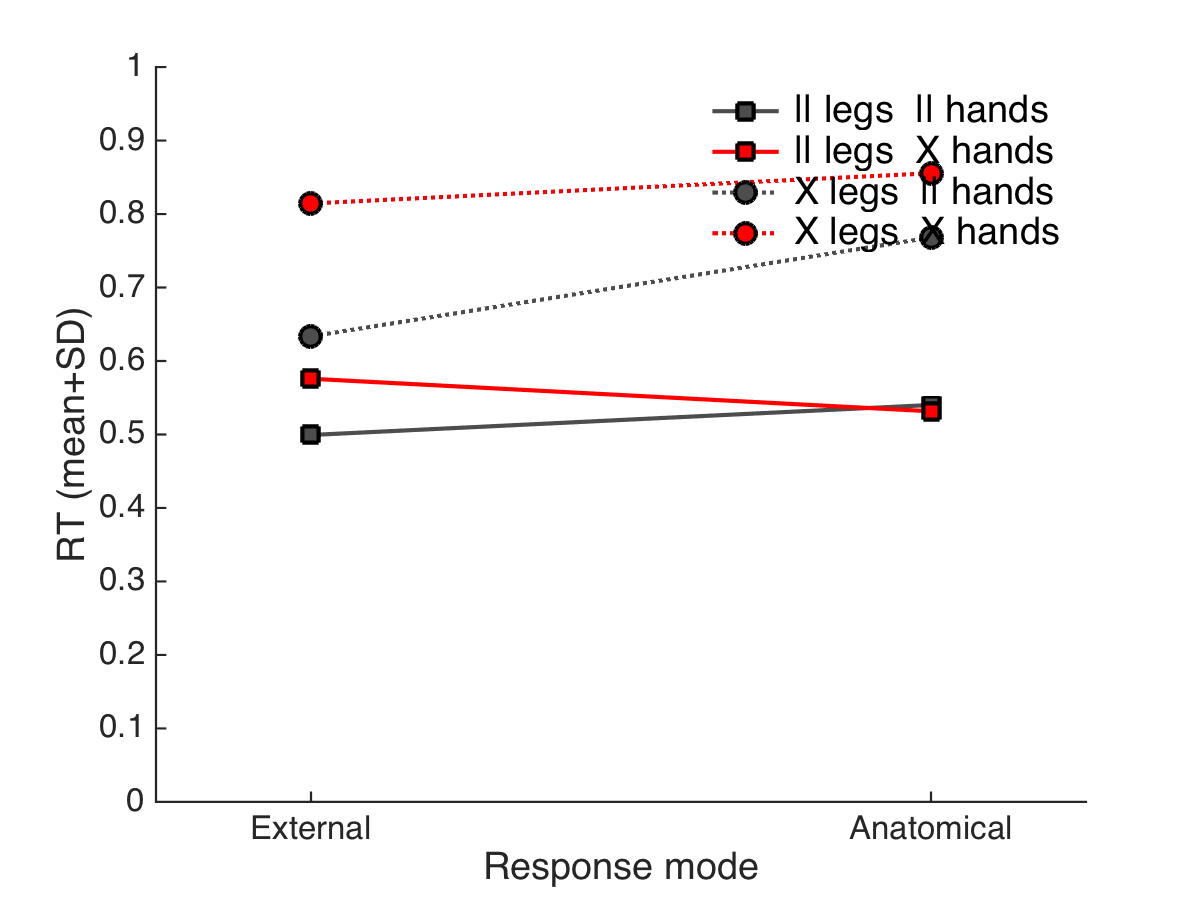 1
0.9
0.8
0.7
0.6
0.5
0.4
0.3
0.2
0.1
0
RT (mean+SD)
ll legs  ll hands
ll legs  X hands
X legs  ll hands
X legs  X hands
External
Anatomical
Response mode